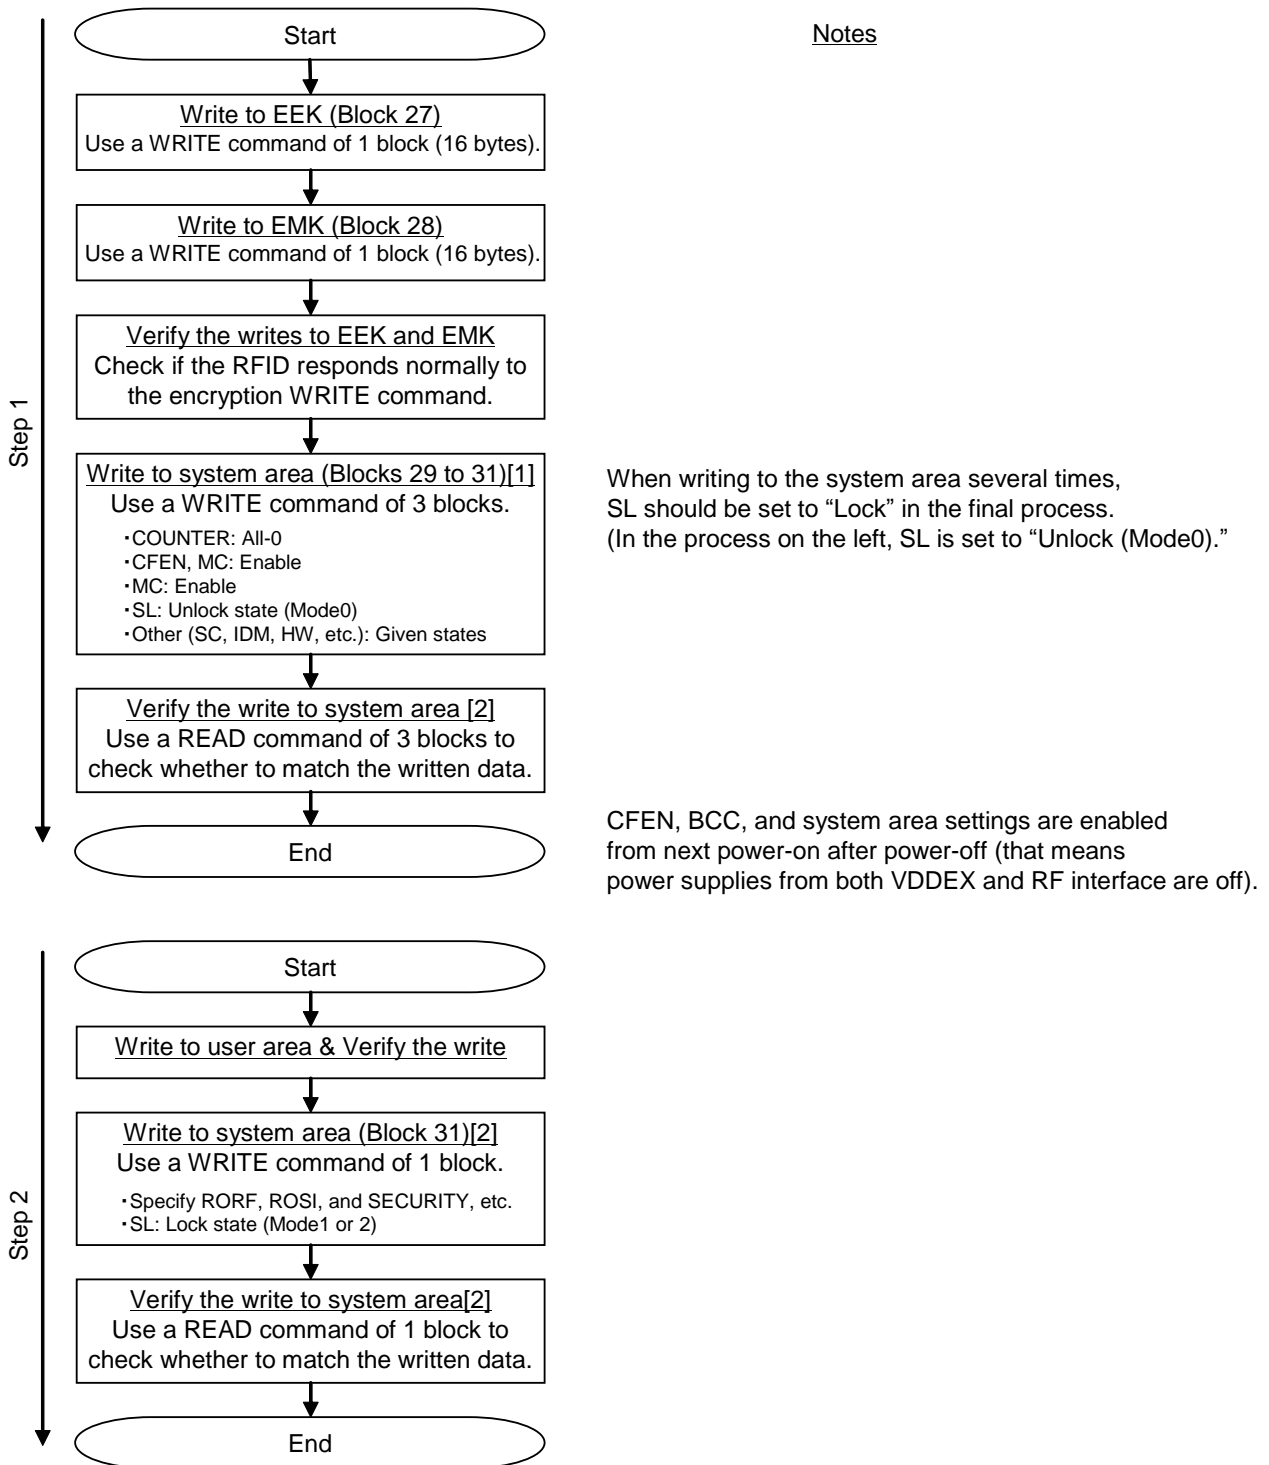 Start
Notes
Write to EEK (Block 27)
Use a WRITE command of 1 block (16 bytes).
Write to EMK (Block 28)
Use a WRITE command of 1 block (16 bytes).
Verify the writes to EEK and EMK
Check if the RFID responds normally to
the encryption WRITE command.
Step 1
Write to system area (Blocks 29 to 31)[1]
Use a WRITE command of 3 blocks.
・COUNTER: All-0
・CFEN, MC: Enable
・MC: Enable
・SL: Unlock state (Mode0)
・Other (SC, IDM, HW, etc.): Given states
When writing to the system area several times,
SL should be set to “Lock” in the final process.
(In the process on the left, SL is set to “Unlock (Mode0).”
Verify the write to system area [2]
Use a READ command of 3 blocks to
check whether to match the written data.
End
CFEN, BCC, and system area settings are enabled
from next power-on after power-off (that means
power supplies from both VDDEX and RF interface are off).
Start
Write to user area & Verify the write
Step 2
Write to system area (Block 31)[2]
Use a WRITE command of 1 block.
・Specify RORF, ROSI, and SECURITY, etc.
・SL: Lock state (Mode1 or 2)
Verify the write to system area[2]
Use a READ command of 1 block to
check whether to match the written data.
End